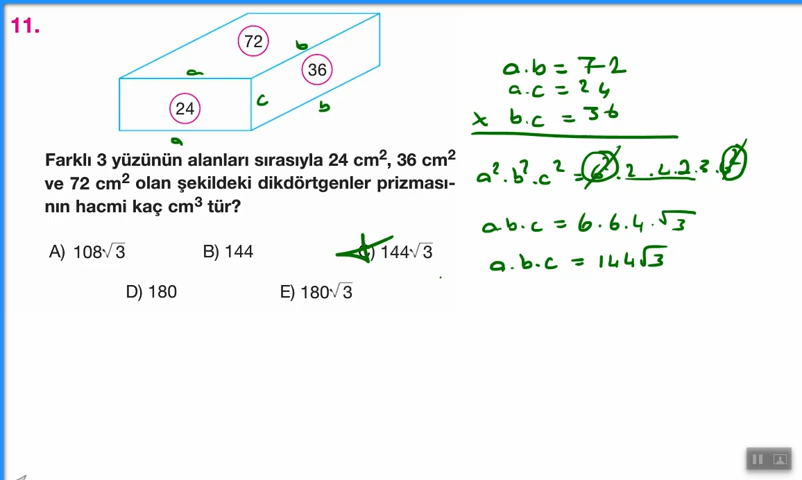 11.
72
b
a
36
c
24
b
a
a.b = 72
a.c = 24
x b.c = 36
a².b².c² = 6².2.4.2.3.6²
a.b.c = 6.6.4.√3
a.b.c = 144√3
Farklı 3 yüzünün alanları sırasıyla 24 cm², 36 cm²
ve 72 cm² olan şekildeki dikdörtgenler prizması-
nın hacmi kaç cm³ tür?
A) 108√3 B) 144 144√3
D) 180 E) 180√3